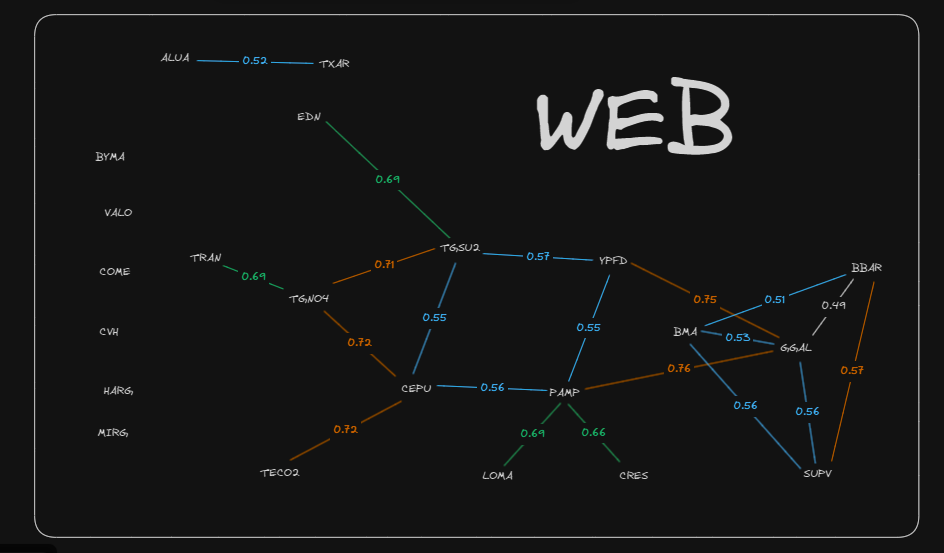 ALUA 0.52 TXAR
WEB
EDN
BYMA
0.69
VALO
TRAN
TGSU2
0.57
YPFD
COME
0.69
0.71
BBAR
TGNO4
0.75
0.51
0.49
CVH
0.55
0.55
BMA
0.53
0.72
GGAL
0.76
0.57
HARG
CEPU
0.56
PAMP
0.56
0.56
MIRG
0.72
0.69
0.66
TECO2
LOMA
CRES
SUPV